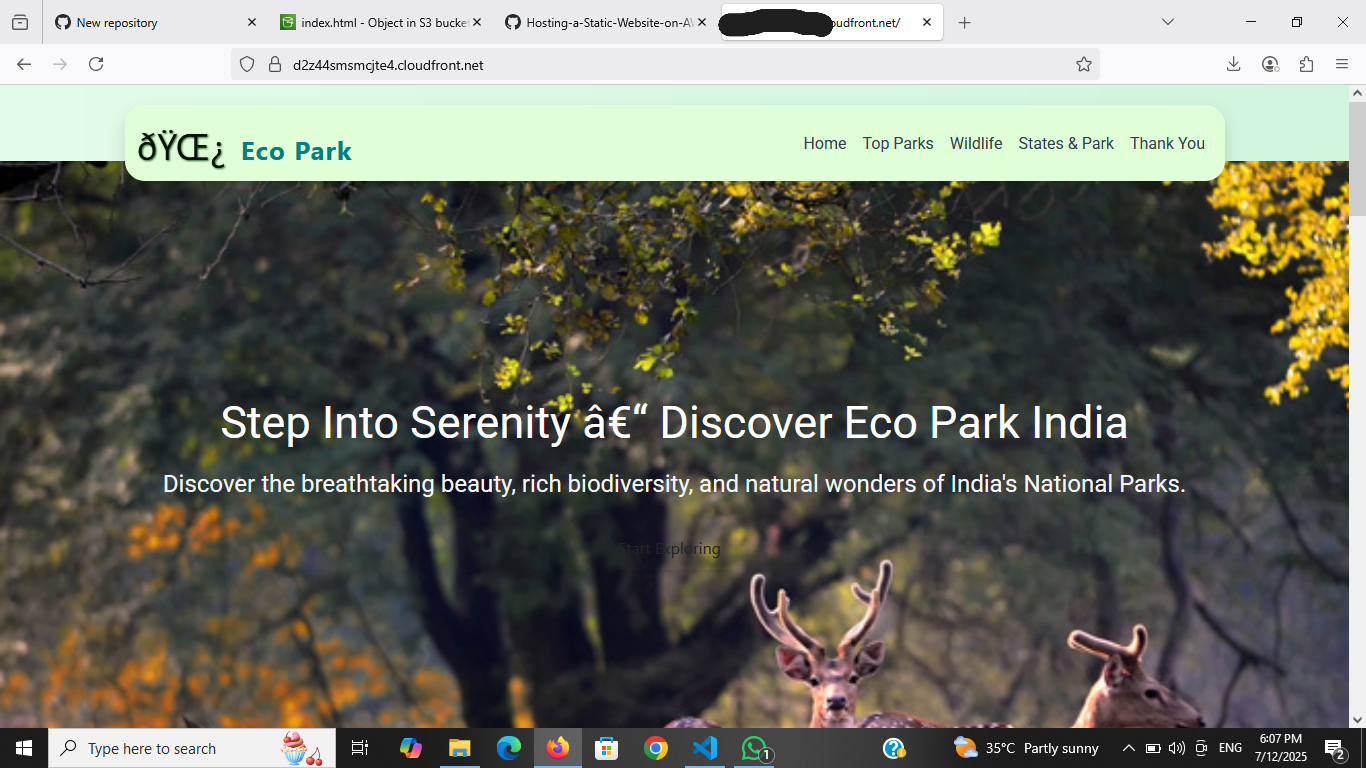 New repository
index.html - Object in S3 bucke
Hosting-a-Static-Website-on-A
oudfront.net/
d2z44smsmcjte4.cloudfront.net
ðŸŒ¿ Eco Park
Home Top Parks Wildlife States & Park Thank You
Step Into Serenity â€“ Discover Eco Park India
Discover the breathtaking beauty, rich biodiversity, and natural wonders of India's National Parks.
Start Exploring
Type here to search
1
35°C Partly sunny
ENG
6:07 PM
7/12/2025
2